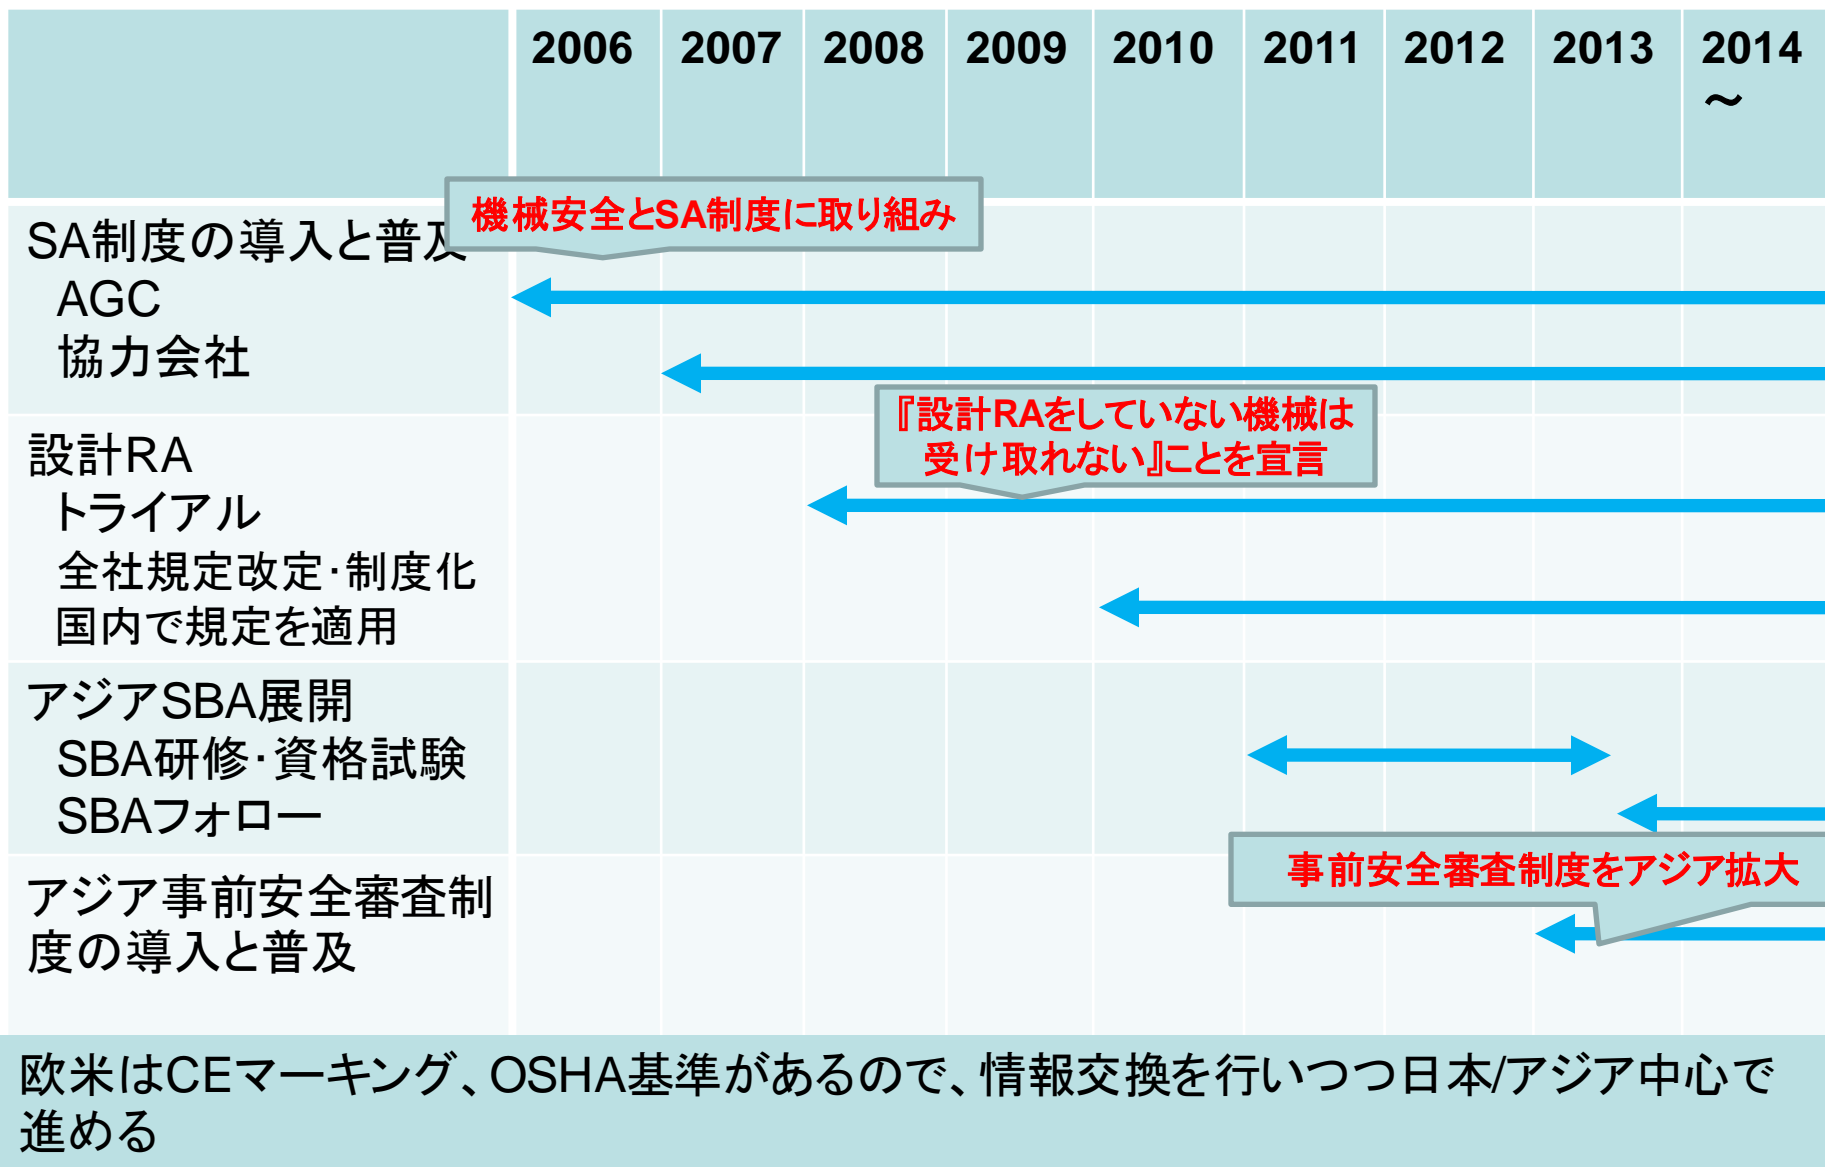 2006 2007 2008 2009 2010 2011 2012 2013 2014
～
機械安全とSA制度に取り組み
SA制度の導入と普及
AGC
協力会社
『設計RAをしていない機械は
受け取れない』ことを宣言
設計RA
トライアル
全社規定改定・制度化
国内で規定を適用
アジアSBA展開
SBA研修・資格試験
SBAフォロー
事前安全審査制度をアジア拡大
アジア事前安全審査制
度の導入と普及
欧米はCEマーキング、OSHA基準があるので、情報交換を行いつつ日本/アジア中心で
進める